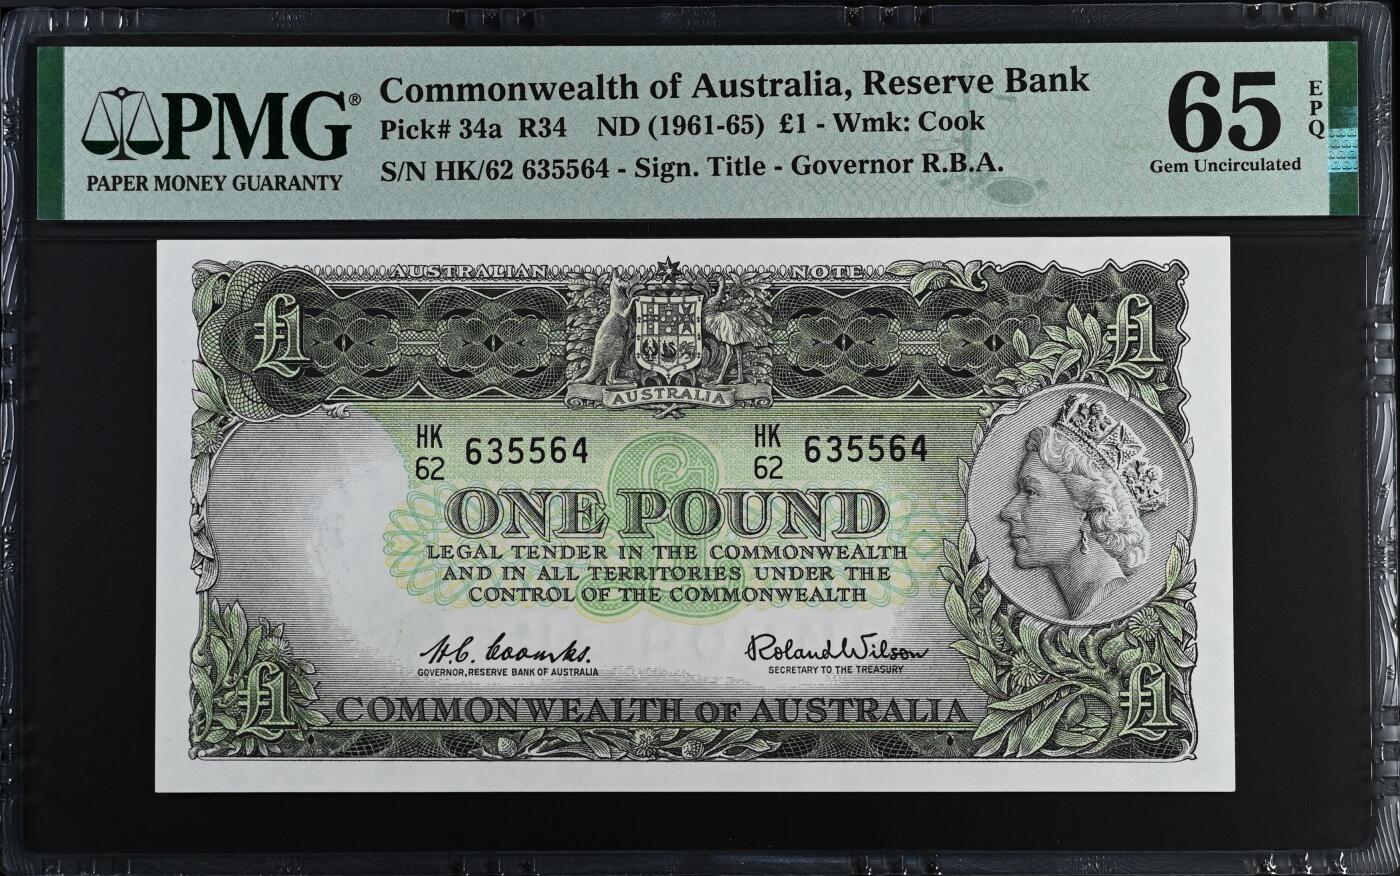 PMG®
PAPER MONEY GUARANTY
Commonwealth of Australia, Reserve Bank
Pick# 34a R34 ND (1961-65) £1 - Wmk: Cook
S/N HK/62 635564 - Sign. Title - Governor R.B.A.
65
EPQ
Gem Uncirculated
AUSTRALIAN NOTE
£1 £1
AUSTRALIA
HK 62 635564 HK 62 635564
ONE POUND
LEGAL TENDER IN THE COMMONWEALTH
AND IN ALL TERRITORIES UNDER THE
CONTROL OF THE COMMONWEALTH
H.C. Coombs. Roland Wilson
GOVERNOR, RESERVE BANK OF AUSTRALIA SECRETARY TO THE TREASURY
£1 £1
COMMONWEALTH OF AUSTRALIA